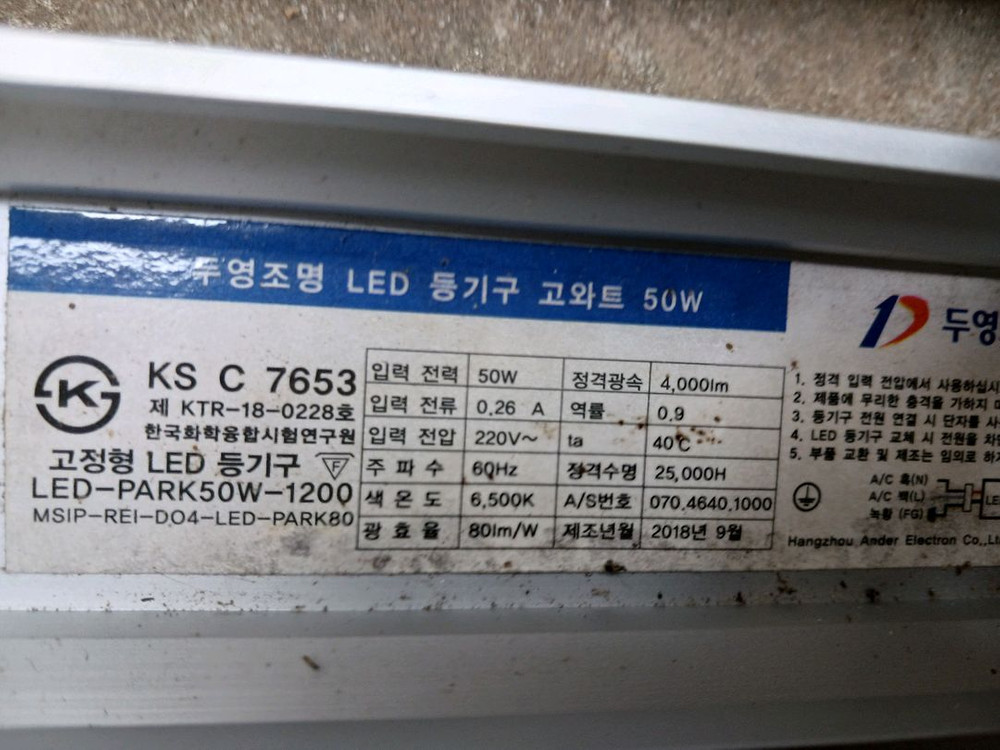 두영조명 LED 등기구 고와트 50W
KS C 7653
제 KTR-18-0228호
한국화학융합시험연구원
고정형 LED 등기구 F
LED-PARK50W-1200
MSIP-REI-D04-LED-PARK80
입력 전력 50W 정격광속 4,000lm
입력 전류 0.26 A 역률 0.9
입력 전압 220V~ ta 40℃
주 파 수 60Hz 정격수명 25,000H
색 온 도 6,500K A/S번호 070.4640.1000
광 효 율 80lm/W 제조년월 2018년 9월
두영
1. 정격 입력 전압에서 사용하십시
2. 제품에 무리한 충격을 가하지
3. 등기구 전원 연결 시 단자를
4. LED 등기구 교체 시 전원을
5. 부품 교환 및 제조는 임의로
A/C 흑(N)
A/C 백(L)
녹황 (FG)
LE
Hangzhou Ander Electron Co.,Lt